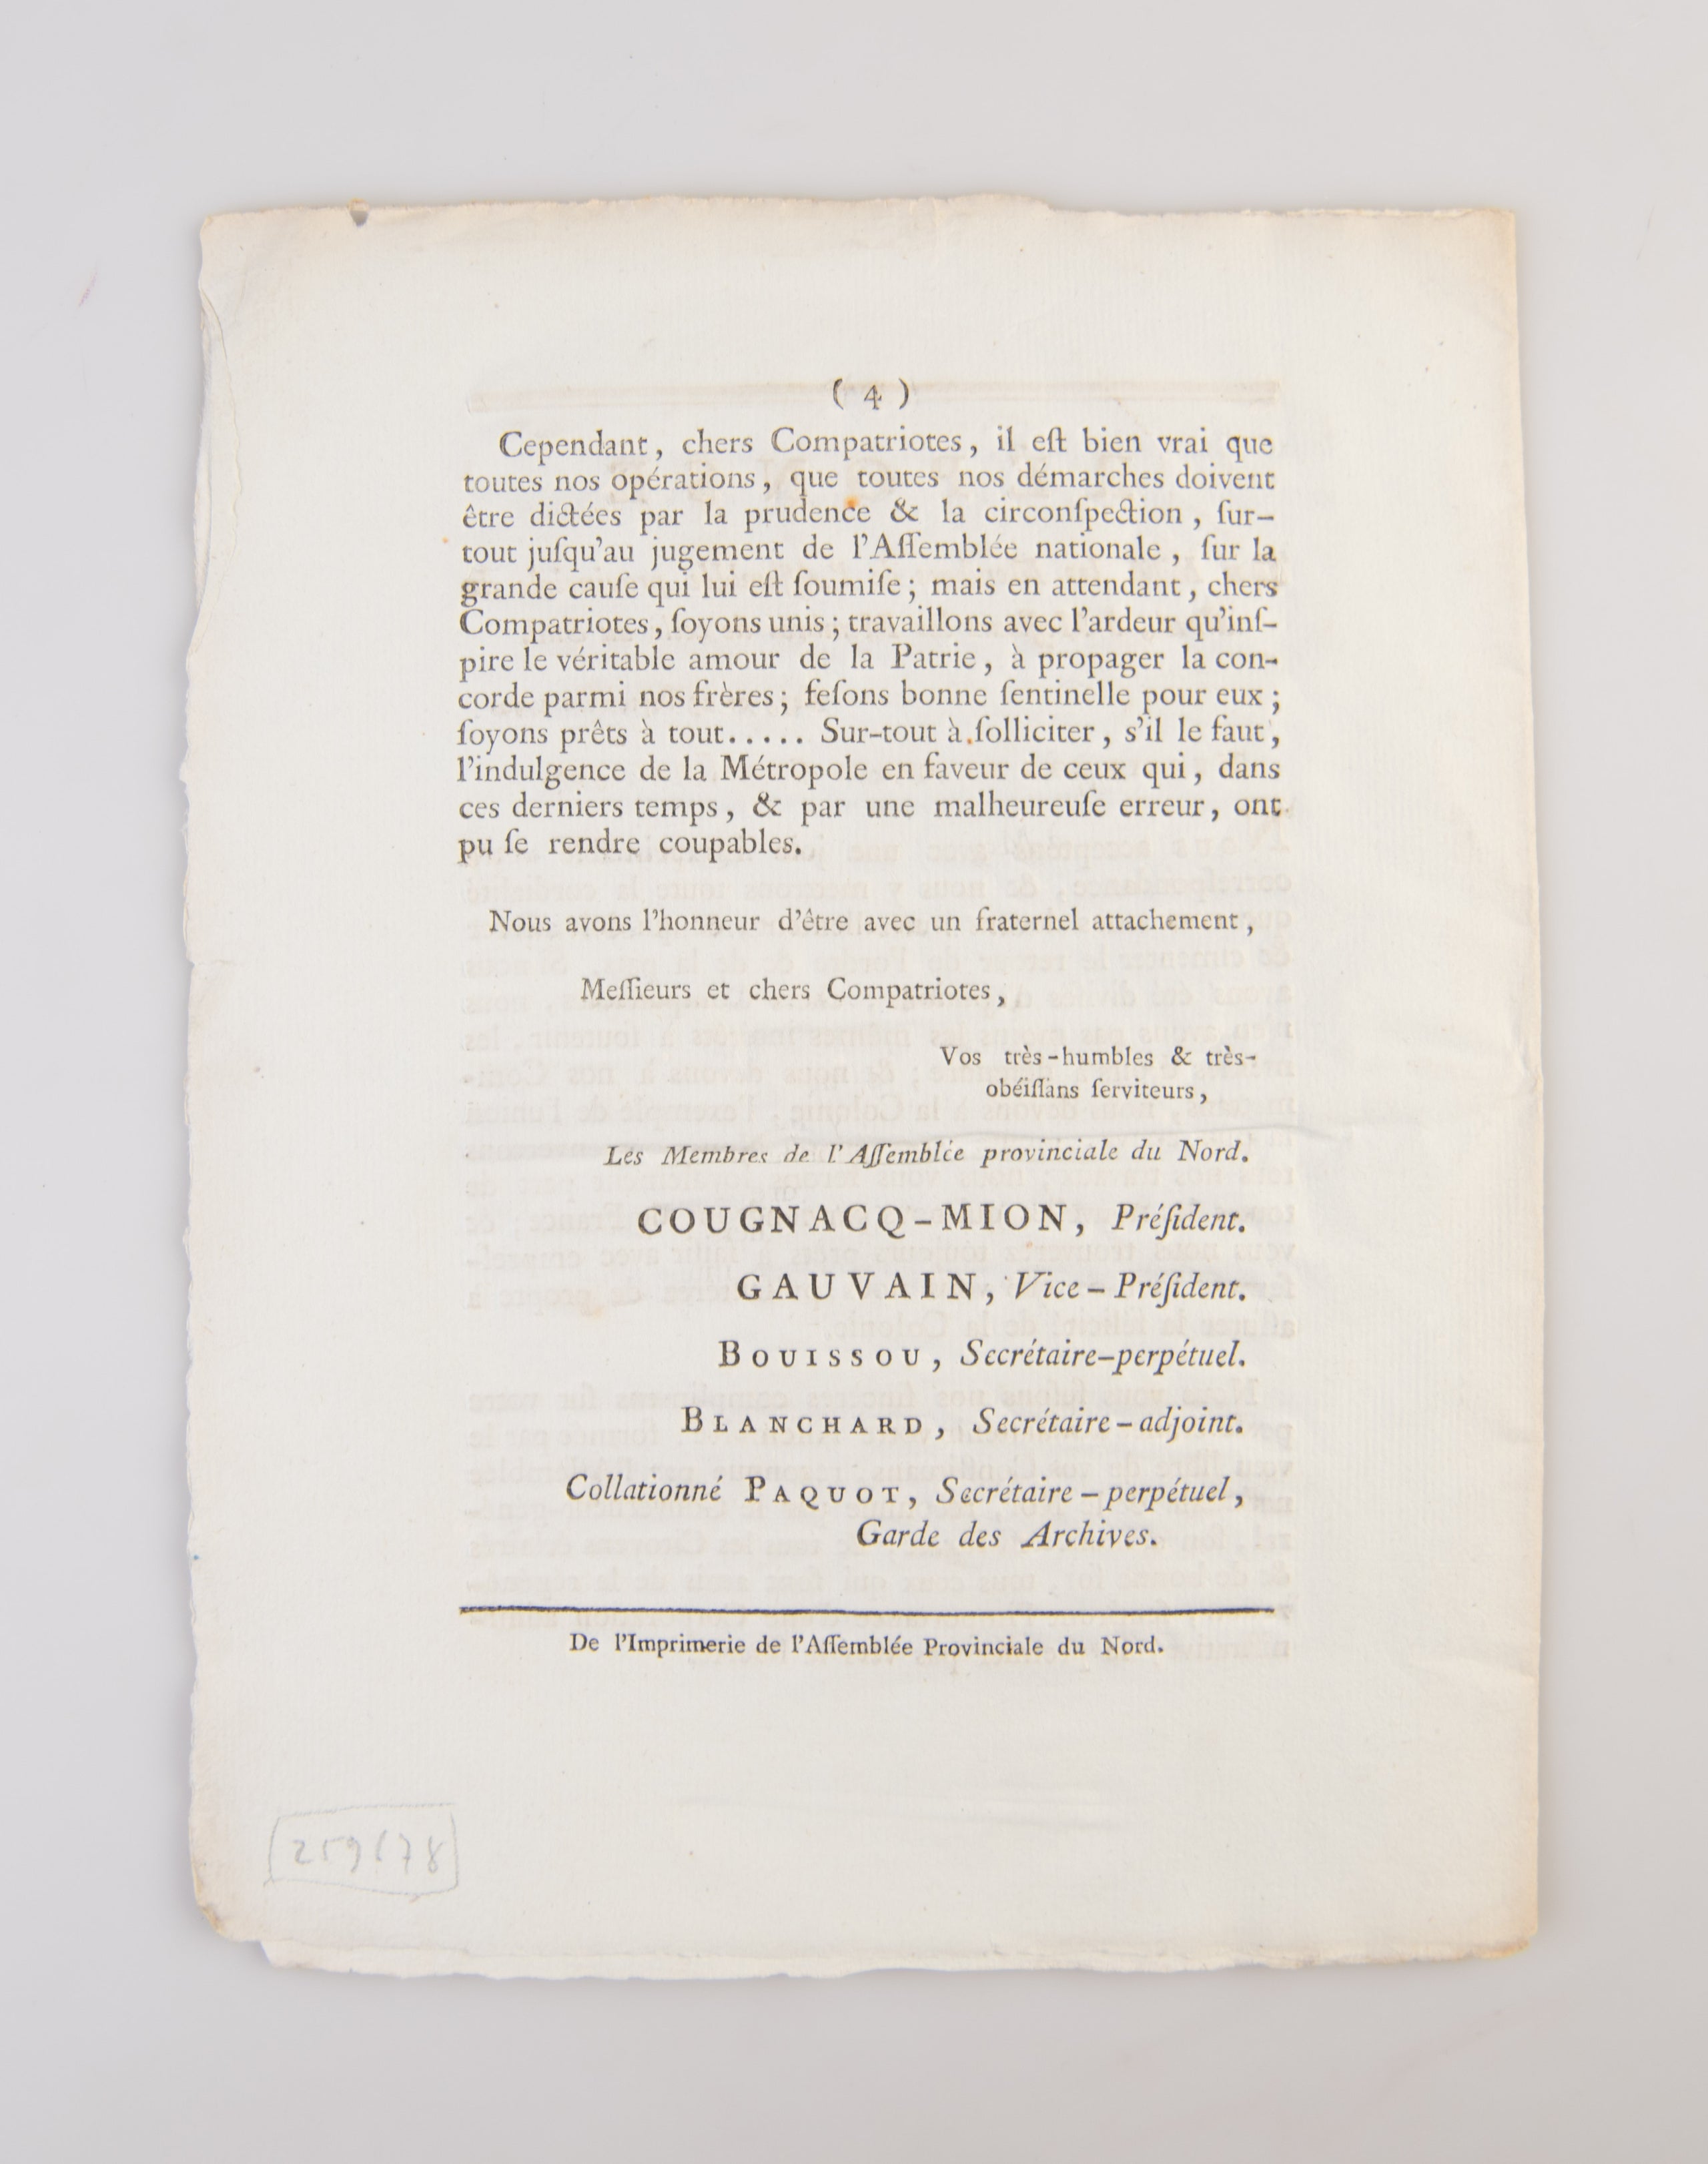 ( 4 )
Cependant, chers Compatriotes, il eſt bien vrai que
toutes nos opérations, que toutes nos démarches doivent
être dictées par la prudence & la circonſpection, ſur-
tout juſqu'au jugement de l'Aſſemblée nationale, ſur la
grande cauſe qui lui eſt ſoumiſe; mais en attendant, chers
Compatriotes, ſoyons unis; travaillons avec l'ardeur qu'inſ-
pire le véritable amour de la Patrie, à propager la con-
corde parmi nos frères; feſons bonne ſentinelle pour eux;
ſoyons prêts à tout..... Sur-tout à ſolliciter, s'il le faut,
l'indulgence de la Métropole en faveur de ceux qui, dans
ces derniers temps, & par une malheureuſe erreur, ont
pu ſe rendre coupables.
Nous avons l'honneur d'être avec un fraternel attachement,
Meſſieurs et chers Compatriotes,
Vos très-humbles & très-
obéiſſans ſerviteurs,
Les Membres de l'Aſſemblée provinciale du Nord.
COUGNACQ-MION, Préſident.
GAUVAIN, Vice-Préſident.
BOUISSOU, Secrétaire-perpétuel.
BLANCHARD, Secrétaire-adjoint.
Collationné PAQUOT, Secrétaire-perpétuel,
Garde des Archives.
De l'Imprimerie de l'Aſſemblée Provinciale du Nord.